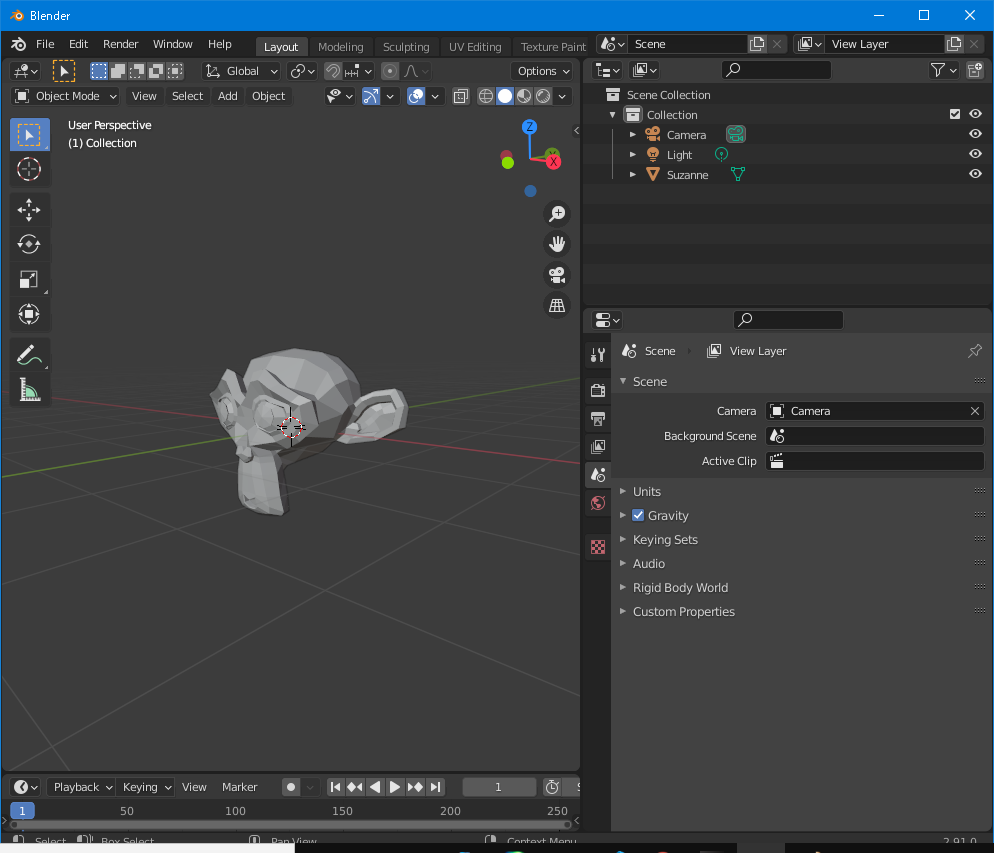 Blender
File Edit Render Window Help Layout Modeling Sculpting UV Editing Texture Paint Scene View Layer
Global Options
Object Mode View Select Add Object
User Perspective
(1) Collection
Z
Y
X
Scene Collection
Collection
Camera
Light
Suzanne
Scene View Layer
Scene
Camera Camera
Background Scene
Active Clip
Units
Gravity
Keying Sets
Audio
Rigid Body World
Custom Properties
Playback Keying View Marker 1
1 50 100 150 200 250
Select Box Select Pan View Context Menu 2.91.0